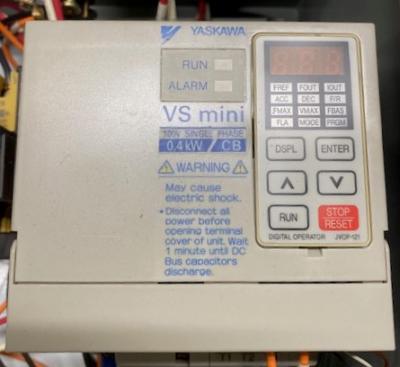 YASKAWA
RUN
ALARM
VS mini
100V SINGLE PHASE
0.4kW / CB
WARNING
May cause
electric shock.
• Disconnect all
power before
opening terminal
cover of unit. Wait
1 minute until DC
Bus capacitors
discharge.
FREF FOUT IOUT
ACC DEC F/R
FMAX VMAX FBAS
FLA MODE PRGM
DSPL ENTER
RUN STOP
RESET
DIGITAL OPERATOR JVOP-121
T1 T2